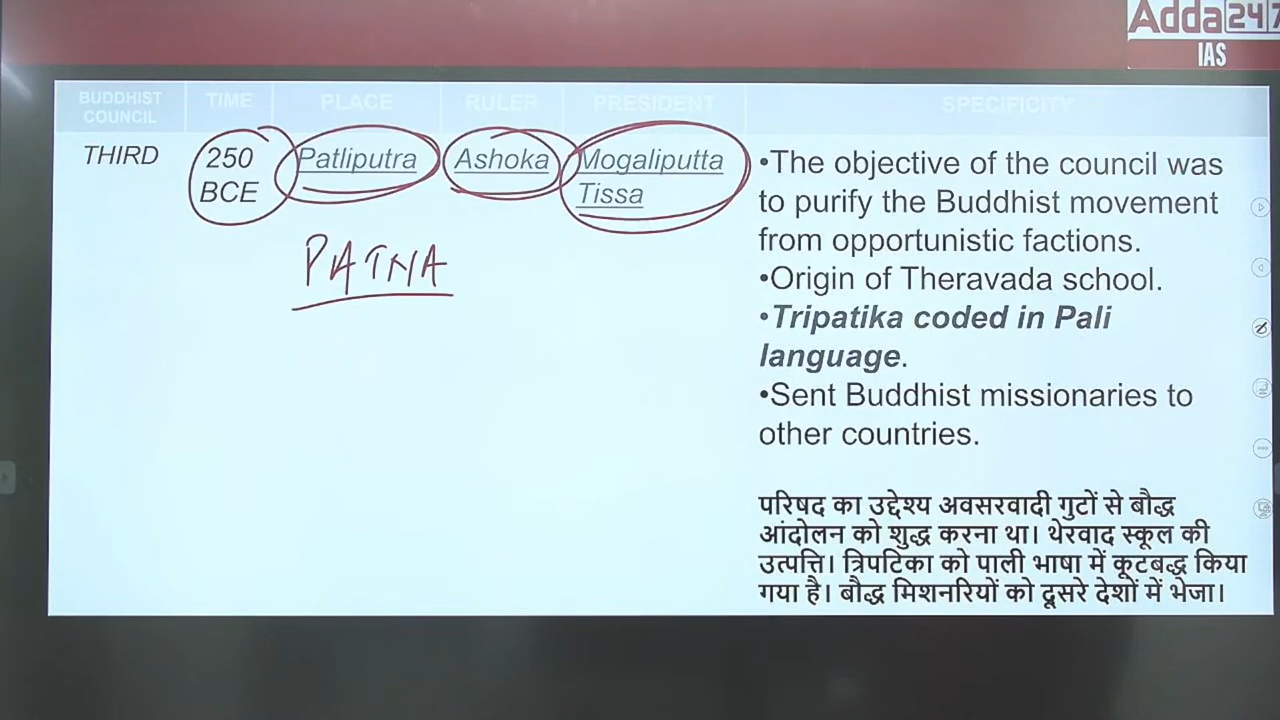 Adda247
IAS
BUDDHIST COUNCIL TIME PLACE RULER PRESIDENT SPECIFICITY
THIRD
250
BCE
Patliputra
Ashoka
Mogaliputta
Tissa
PATNA
•The objective of the council was
to purify the Buddhist movement
from opportunistic factions.
•Origin of Theravada school.
•Tripatika coded in Pali
language.
•Sent Buddhist missionaries to
other countries.
परिषद का उद्देश्य अवसरवादी गुटों से बौद्ध
आंदोलन को शुद्ध करना था। थेरवाद स्कूल की
उत्पत्ति। त्रिपटिका को पाली भाषा में कूटबद्ध किया
गया है। बौद्ध मिशनरियों को दूसरे देशों में भेजा।